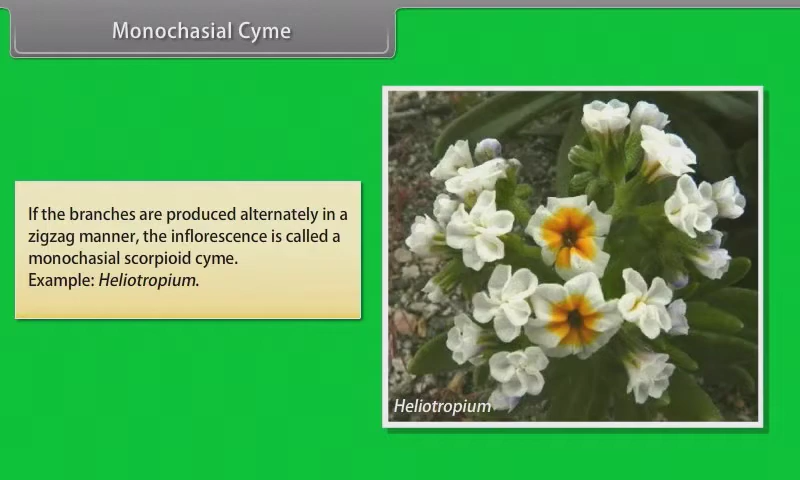 Monochasial Cyme
If the branches are produced alternately in a
zigzag manner, the inflorescence is called a
monochasial scorpioid cyme.
Example: Heliotropium.
Heliotropium